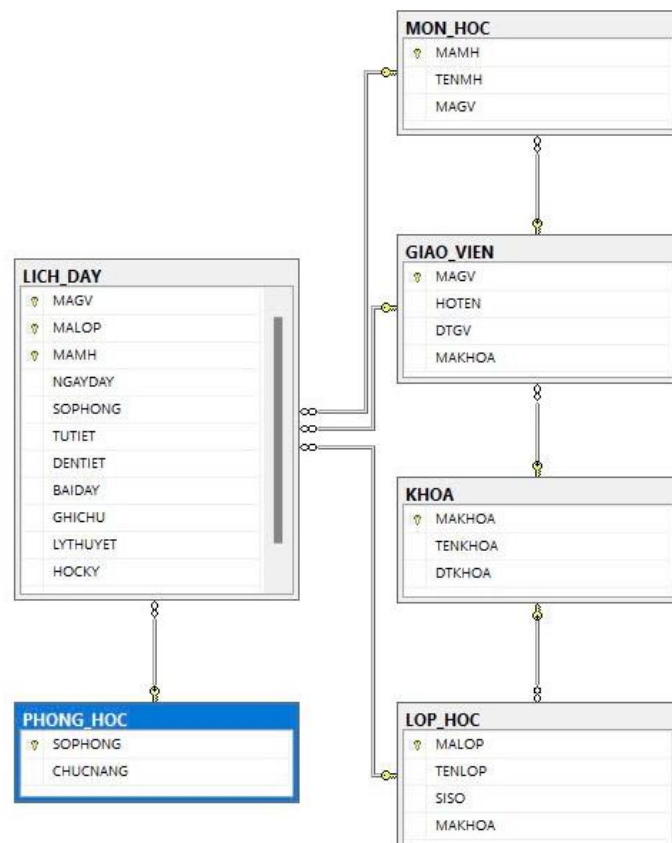 MON_HOC
MAMH
TENMH
MAGV
GIAO_VIEN
MAGV
HOTEN
DTGV
MAKHOA
LICH_DAY
MAGV
MALOP
MAMH
NGAYDAY
SOPHONG
TUTIET
DENTIET
BAIDAY
GHICHU
LYTHUYET
HOCKY
KHOA
MAKHOA
TENKHOA
DTKHOA
PHONG_HOC
SOPHONG
CHUCNANG
LOP_HOC
MALOP
TENLOP
SISO
MAKHOA